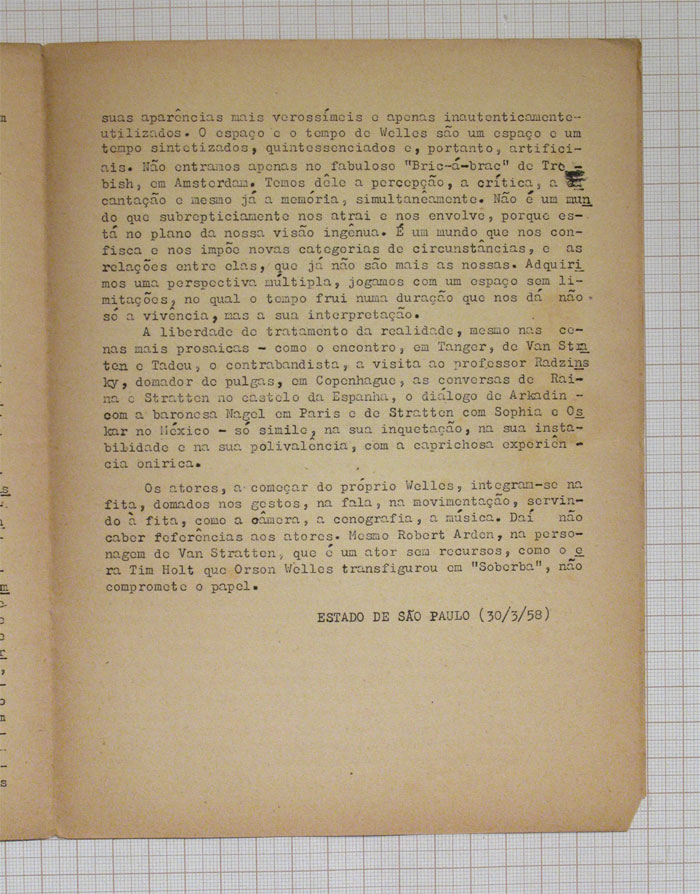 suas aparências mais verossímeis e apenas inautenticamente-
utilizados. O espaço e o tempo de Welles são um espaço e um
tempo sintetizados, quintessenciados e, portanto, artifici-
ais. Não entramos apenas no fabuloso "Bric-á-brac" de Tre -
bish, em Amsterdam. Temos dêle a percepção, a crítica, a
cantação e mesmo já a memória, simultaneamente. Não é um mun
do que subrepticiamente nos atrai e nos envolve, porque es-
tá no plano da nossa visão ingênua. É um mundo que nos con-
fisca e nos impõe novas categorias de circunstâncias, e as
relações entre elas, que já não são mais as nossas. Adquiri
mos uma perspectiva múltipla, jogamos com um espaço sem li-
mitações, no qual o tempo frui numa duração que nos dá não -
só a vivência, mas a sua interpretação.
A liberdade de tratamento da realidade, mesmo nas ce-
nas mais prosaicas - como o encontro, em Tanger, de Van Stra
ten e Tadeu, o contrabandista, a visita ao professor Radzins
ky, domador de pulgas, em Copenhague, as conversas de Rai-
na e Stratten no castelo da Espanha, o diálogo de Arkadin -
com a baronesa Nagel em Paris e de Stratten com Sophia e Os
kar no México - só simile, na sua inquetação, na sua insta-
bilidade e na sua polivalência, com a caprichosa experiên -
cia onirica.
Os atores, a começar do próprio Welles, integram-se na
fita, domados nos gestos, na fala, na movimentação, servin-
do à fita, como a câmera, a cenografia, a música. Daí não
caber referências aos atores. Mesmo Robert Arden, na perso-
nagem de Van Stratten, que é um ator sem recursos, como o e
ra Tim Holt que Orson Welles transfigurou em "Soberba", não
compromete o papel.
ESTADO DE SÃO PAULO (30/3/58)